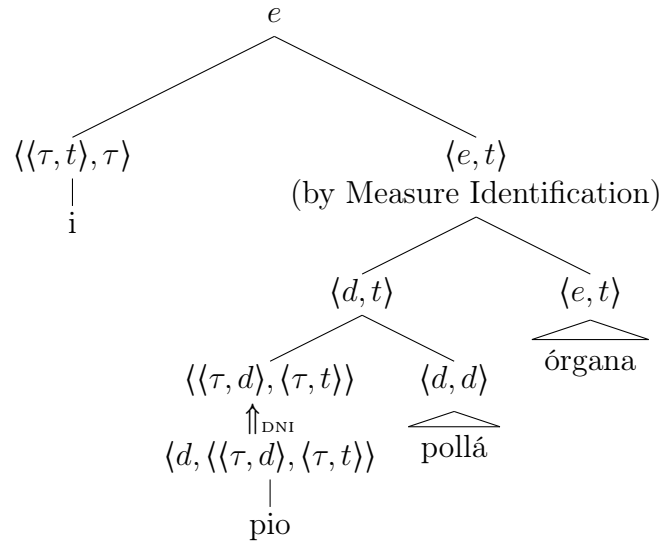 e
⟨⟨τ, t⟩, τ⟩ ⟨e, t⟩
(by Measure Identification)
i
⟨d, t⟩ ⟨e, t⟩
órgana
⟨⟨τ, d⟩, ⟨τ, t⟩⟩ ⟨d, d⟩
⇑DNI pollá
⟨d, ⟨⟨τ, d⟩, ⟨τ, t⟩⟩
pio